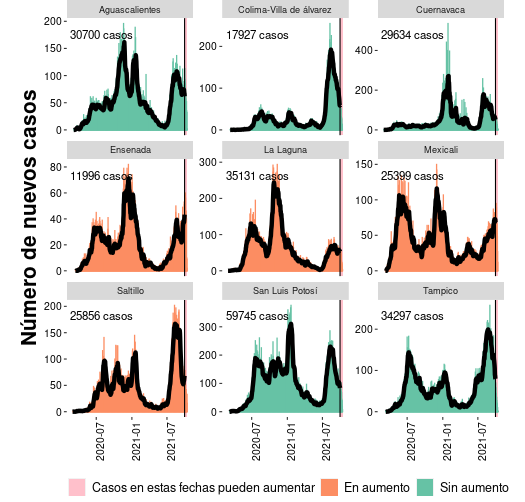 Número de nuevos casos
Aguascalientes
Colima-Villa de álvarez
Cuernavaca
200
150
100
50
0
30700 casos
200
100
0
17927 casos
400
200
0
29634 casos
Ensenada
La Laguna
Mexicali
80
60
40
20
0
11996 casos
300
200
100
0
35131 casos
150
100
50
0
25399 casos
Saltillo
San Luis Potosí
Tampico
200
150
100
50
0
25856 casos
300
200
100
0
59745 casos
200
100
0
34297 casos
2020-07
2021-01
2021-07
2020-07
2021-01
2021-07
2020-07
2021-01
2021-07
Casos en estas fechas pueden aumentar
En aumento
Sin aumento